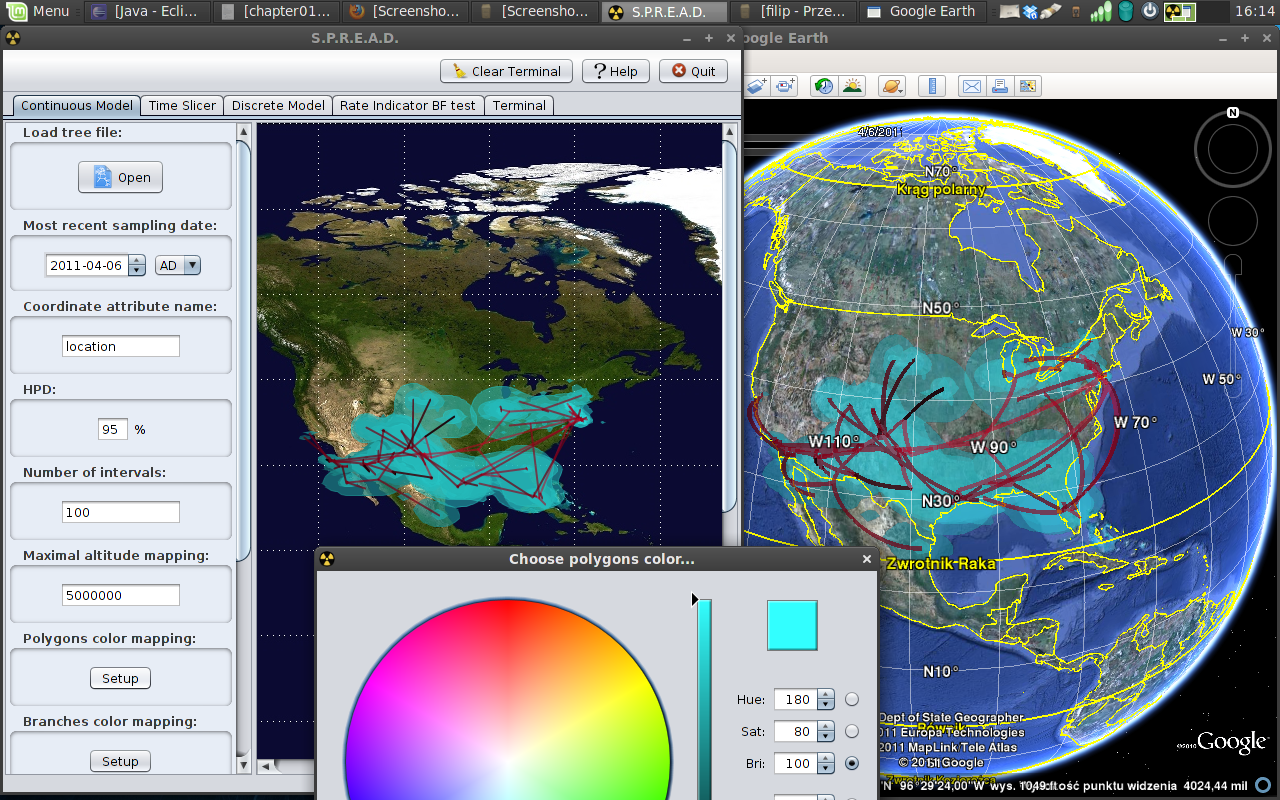 Menu
[Java - Ecli...
[chapter01...
[Screensho...
[Screensho...
S.P.R.E.A.D.
[filip - Prze...
Google Earth
16:14
S.P.R.E.A.D.
oogle Earth
Clear Terminal
? Help
Quit
Continuous Model
Time Slicer
Discrete Model
Rate Indicator BF test
Terminal
Load tree file:
Open
Most recent sampling date:
2011-04-06
AD
Coordinate attribute name:
location
HPD:
95 %
Number of intervals:
100
Maximal altitude mapping:
5000000
Polygons color mapping:
Setup
Branches color mapping:
Setup
4/6/2011
N
N70°
Krąg polarny
N50°
W 30°
W 50°
W 70°
W110°
W 90°
N30°
Zwrotnik Raka
N10°
Choose polygons color...
Hue: 180
Sat: 80
Bri: 100
Dept of State Geographer
011 Europa Technologies
2011 MapLink/Tele Atlas
Google
©2010 Google
°N 96°29'24,00" W wys.
punktu widzenia 4024,44 mil